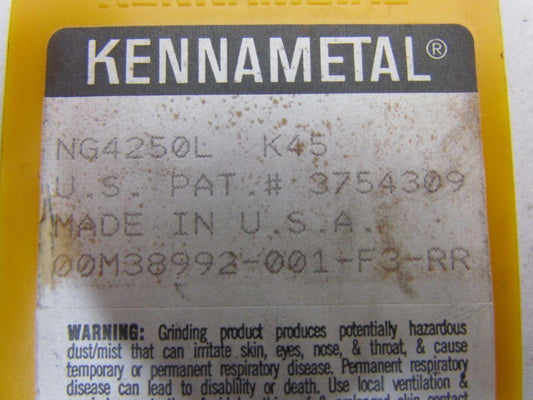 KENNAMETAL
KENNAMETAL®
NG4250L K45
U.S. PAT.# 3754309
MADE IN U.S.A.
00M38992-001-F3-RR
WARNING: Grinding product produces potentially hazardous
dust/mist that can irritate skin, eyes, nose, & throat, & cause
temporary or permanent respiratory disease. Permanent respiratory
disease can lead to disability or death. Use local ventilation &